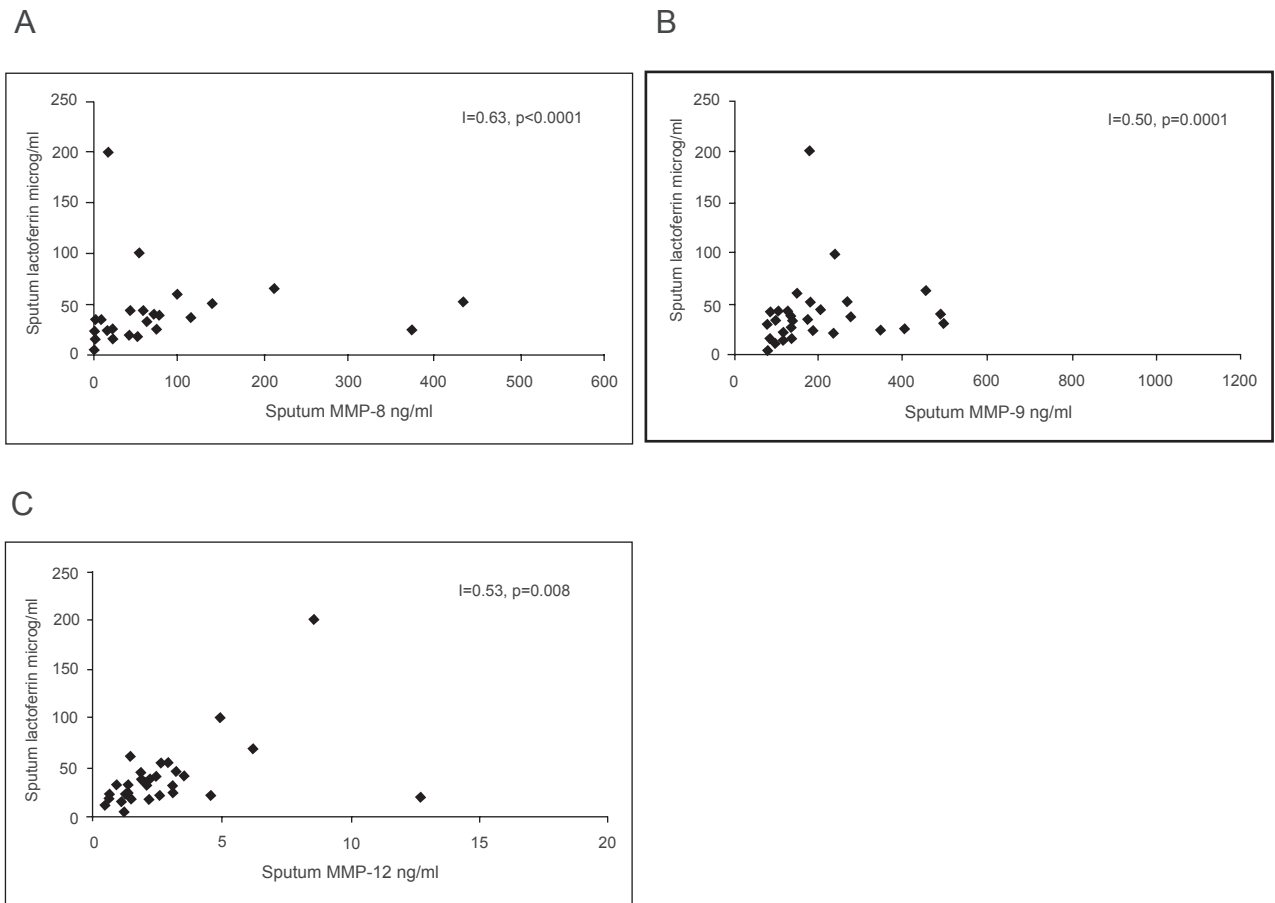 A
B
250
200
150
100
50
0
Sputum lactoferrin microg/ml
I=0.63, p<0.0001
0 100 200 300 400 500 600
Sputum MMP-8 ng/ml
250
200
150
100
50
0
Sputum lactoferrin microg/ml
I=0.50, p=0.0001
0 200 400 600 800 1000 1200
Sputum MMP-9 ng/ml
C
250
200
150
100
50
0
Sputum lactoferrin microg/ml
I=0.53, p=0.008
0 5 10 15 20
Sputum MMP-12 ng/ml